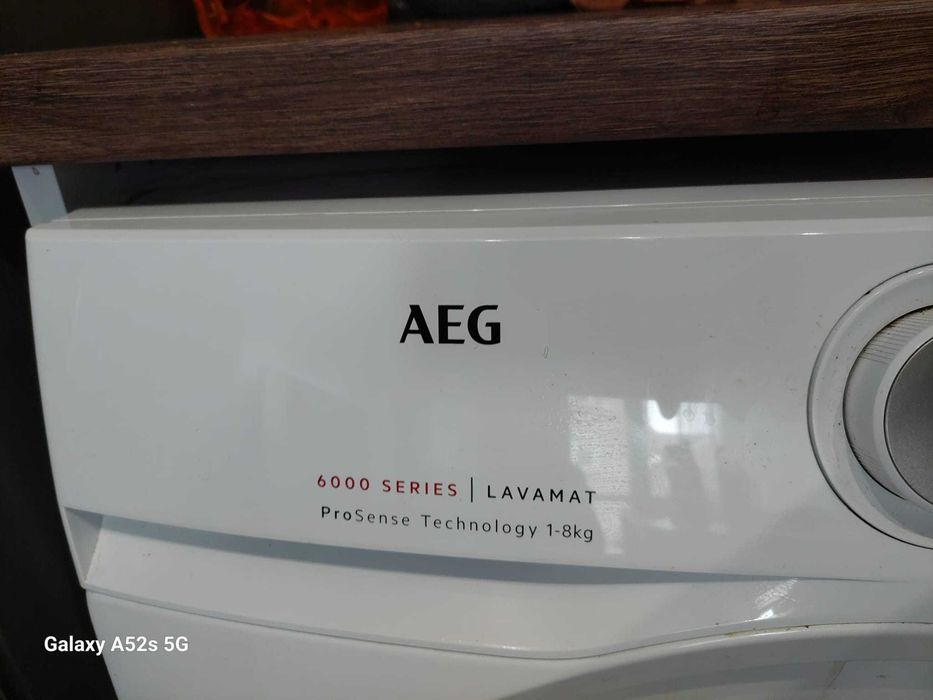 AEG
6000 SERIES | LAVAMAT
ProSense Technology 1-8kg
Galaxy A52s 5G